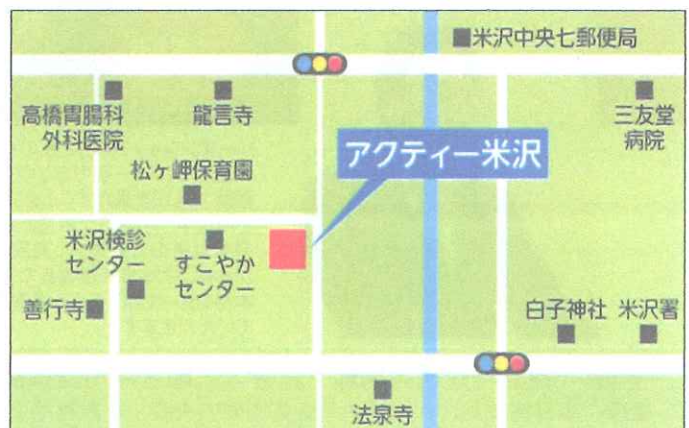 米沢中央七郵便局
高橋胃腸科
外科医院
龍言寺
三友堂
病院
アクティー米沢
松ヶ岬保育園
米沢検診
センター
すこやか
センター
善行寺
白子神社
米沢署
法泉寺